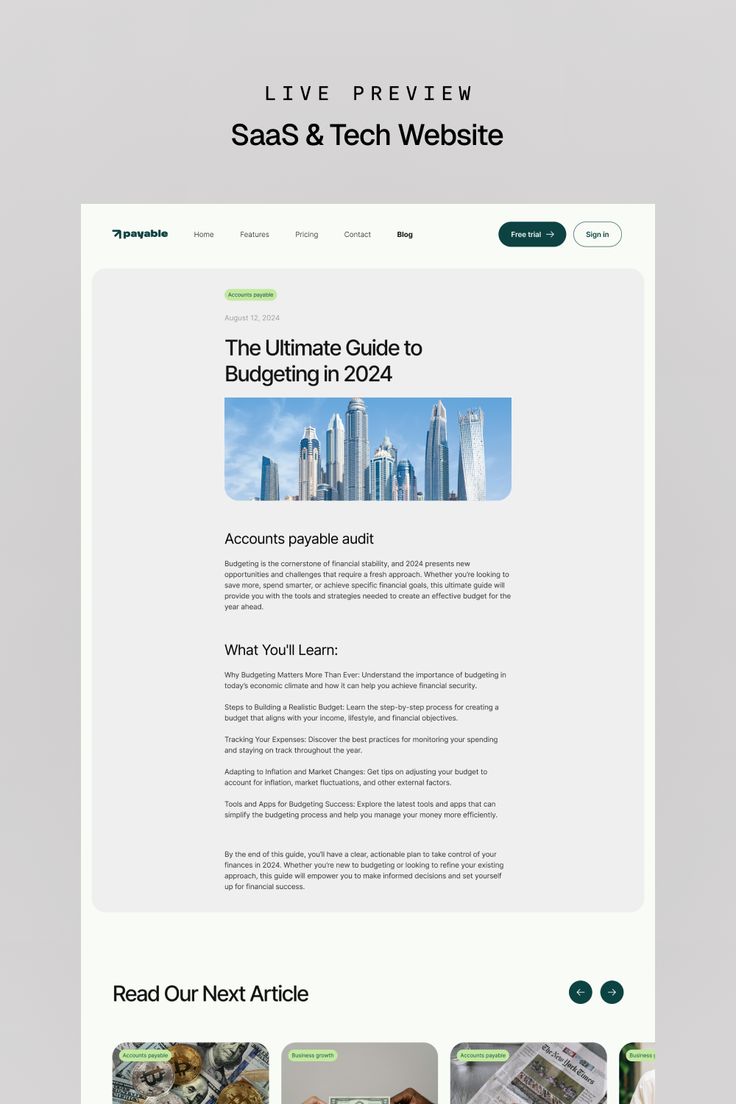 LIVE PREVIEW
SaaS & Tech Website
payable
Home
Features
Pricing
Contact
Blog
Free trial
Sign in
Accounts payable
August 12, 2024
The Ultimate Guide to
Budgeting in 2024
Accounts payable audit
Budgeting is the cornerstone of financial stability, and 2024 presents new
opportunities and challenges that require a fresh approach. Whether you're looking to
save more, spend smarter, or achieve specific financial goals, this ultimate guide will
provide you with the tools and strategies needed to create an effective budget for the
year ahead.
What You'll Learn:
Why Budgeting Matters More Than Ever: Understand the importance of budgeting in
today's economic climate and how it can help you achieve financial security.
Steps to Building a Realistic Budget: Learn the step-by-step process for creating a
budget that aligns with your income, lifestyle, and financial objectives.
Tracking Your Expenses: Discover the best practices for monitoring your spending
and staying on track throughout the year.
Adapting to Inflation and Market Changes: Get tips on adjusting your budget to
account for inflation, market fluctuations, and other external factors.
Tools and Apps for Budgeting Success: Explore the latest tools and apps that can
simplify the budgeting process and help you manage your money more efficiently.
By the end of this guide, you'll have a clear, actionable plan to take control of your
finances in 2024. Whether you're new to budgeting or looking to refine your existing
approach, this guide will empower you to make informed decisions and set yourself
up for financial success.
Read Our Next Article
Accounts payable
Business growth
Accounts payable
The New York Times
Business